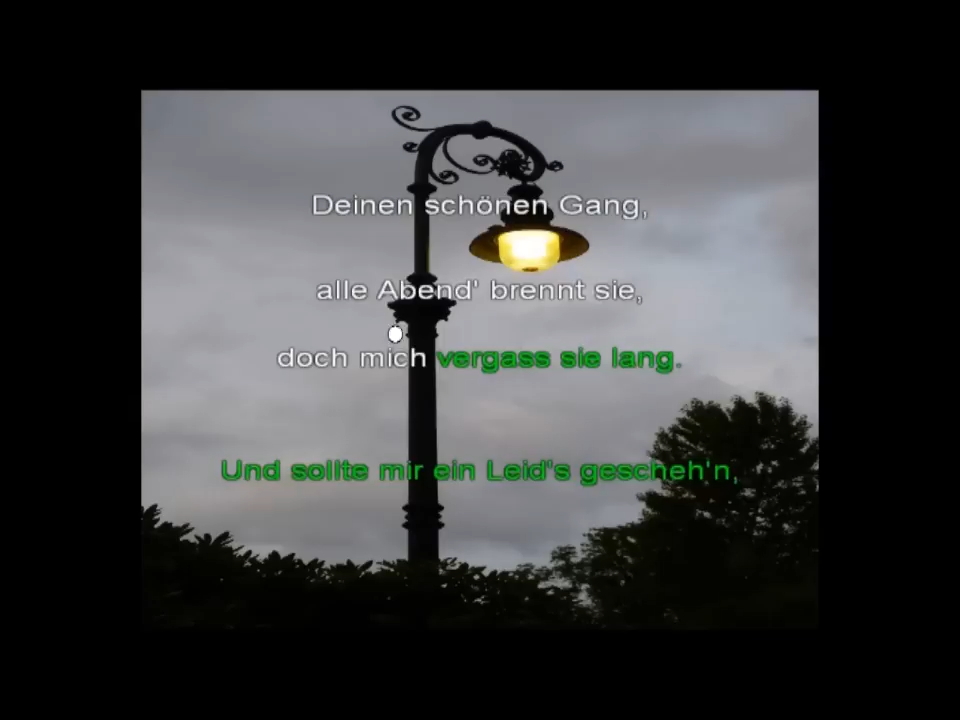 Deinen schönen Gang,
alle Abend' brennt sie,
doch mich vergass sie lang.
Und sollte mir ein Leid's gescheh'n,